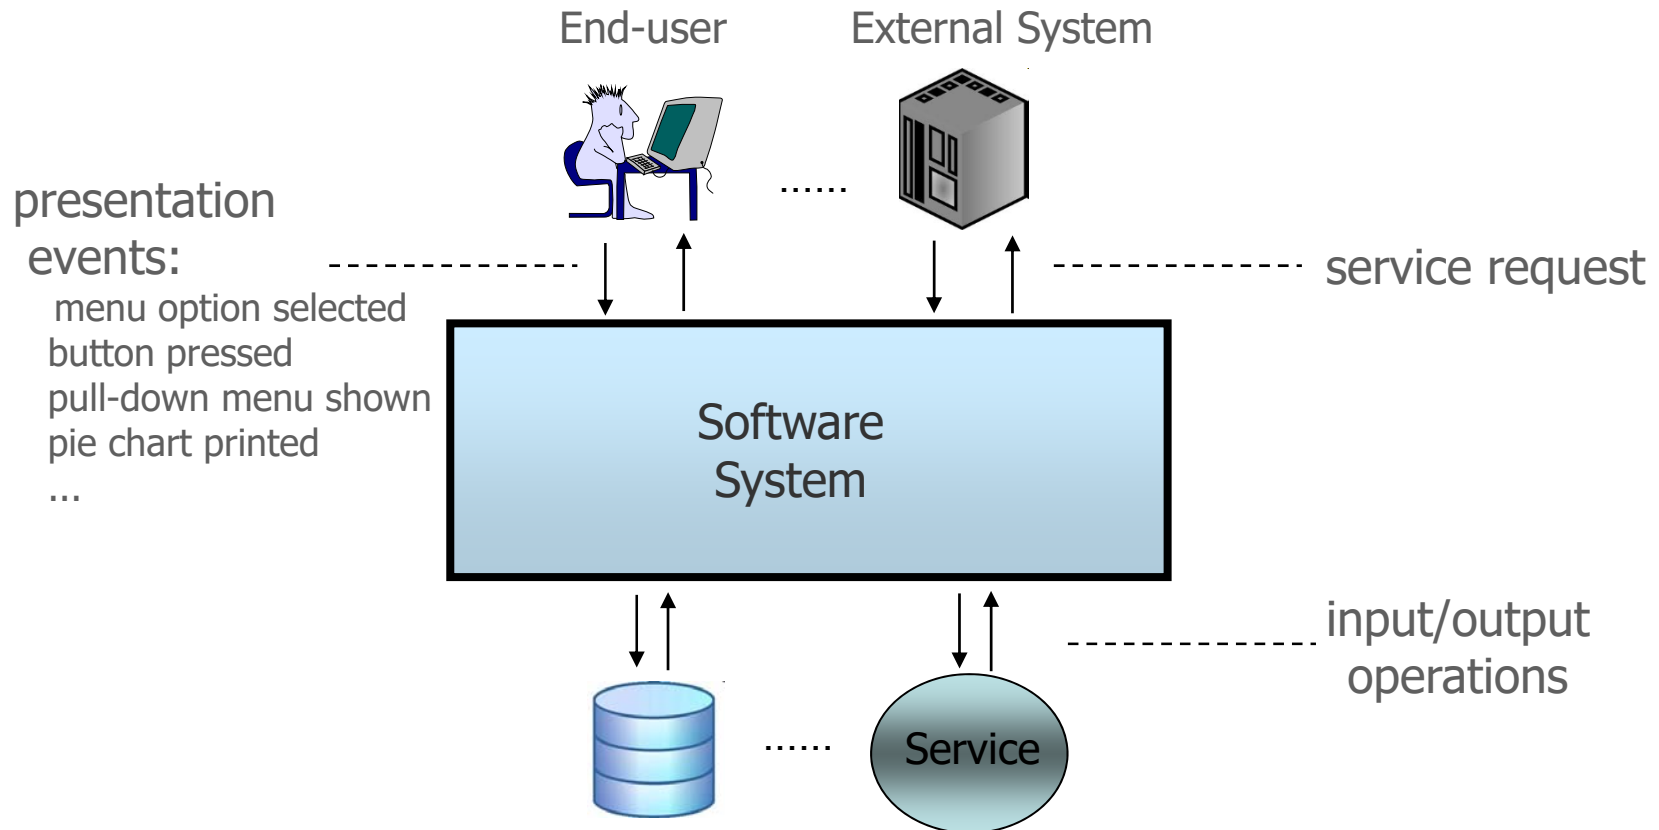 End-user
External System
......
presentation
events:
menu option selected
button pressed
pull-down menu shown
pie chart printed
...
service request
Software
System
input/output
operations
......
Service